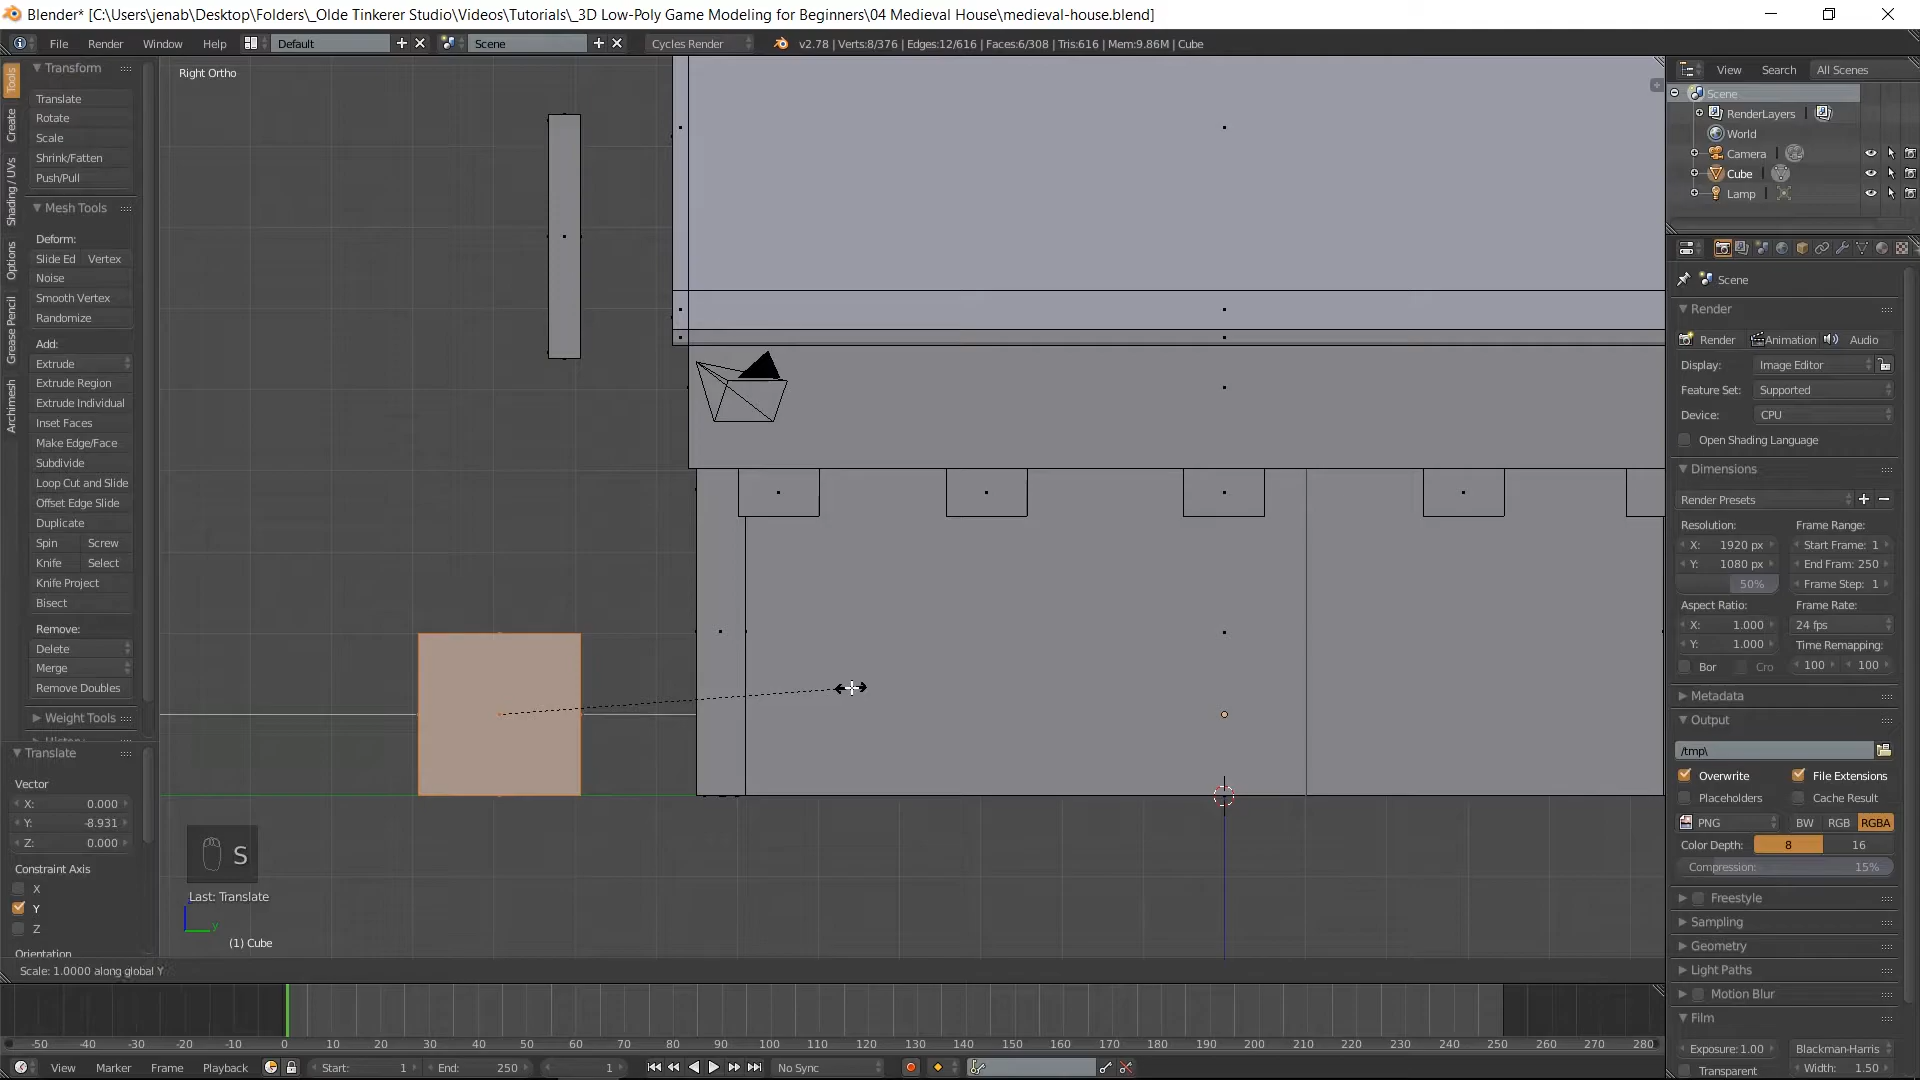 Blender* [C:\Users\jenab\Desktop\Folders\_Olde Tinkerer Studio\Videos\Tutorials\_3D Low-Poly Game Modeling for Beginners\04 Medieval House\medieval-house.blend]
File Render Window Help Default Scene Cycles Render v2.78 | Verts:8/376 | Edges:12/616 | Faces:6/308 | Tris:616 | Mem:9.86M | Cube
Tools
Create
Shading / UVs
Options
Grease Pencil
Archimesh
Transform
Translate
Rotate
Scale
Shrink/Fatten
Push/Pull
Mesh Tools
Deform:
Slide Ed Vertex
Noise
Smooth Vertex
Randomize
Add:
Extrude
Extrude Region
Extrude Individual
Inset Faces
Make Edge/Face
Subdivide
Loop Cut and Slide
Offset Edge Slide
Duplicate
Spin Screw
Knife Select
Knife Project
Bisect
Remove:
Delete
Merge
Remove Doubles
Weight Tools
Translate
Vector
X: 0.000
Y: -8.931
Z: 0.000
Constraint Axis
X
Y
Z
Orientation
Right Ortho
S
Last: Translate
y
(1) Cube
Scale: 1.0000 along global Y
View Search All Scenes
Scene
RenderLayers
World
Camera
Cube
Lamp
Scene
Render
Render Animation Audio
Display: Image Editor
Feature Set: Supported
Device: CPU
Open Shading Language
Dimensions
Render Presets
Resolution: Frame Range:
X: 1920 px Start Frame: 1
Y: 1080 px End Fram: 250
50% Frame Step: 1
Aspect Ratio: Frame Rate:
X: 1.000 24 fps
Y: 1.000 Time Remapping:
Bor Cro 100 100
Metadata
Output
/tmp\
Overwrite File Extensions
Placeholders Cache Result
PNG BW RGB RGBA
Color Depth: 8 16
Compression: 15%
Freestyle
Sampling
Geometry
Light Paths
Motion Blur
Film
Exposure: 1.00 Blackman-Harris
Transparent Width: 1.50
-50 -40 -30 -20 -10 0 10 20 30 40 50 60 70 80 90 100 110 120 130 140 150 160 170 180 190 200 210 220 230 240 250 260 270 280
View Marker Frame Playback Start: 1 End: 250 1 No Sync